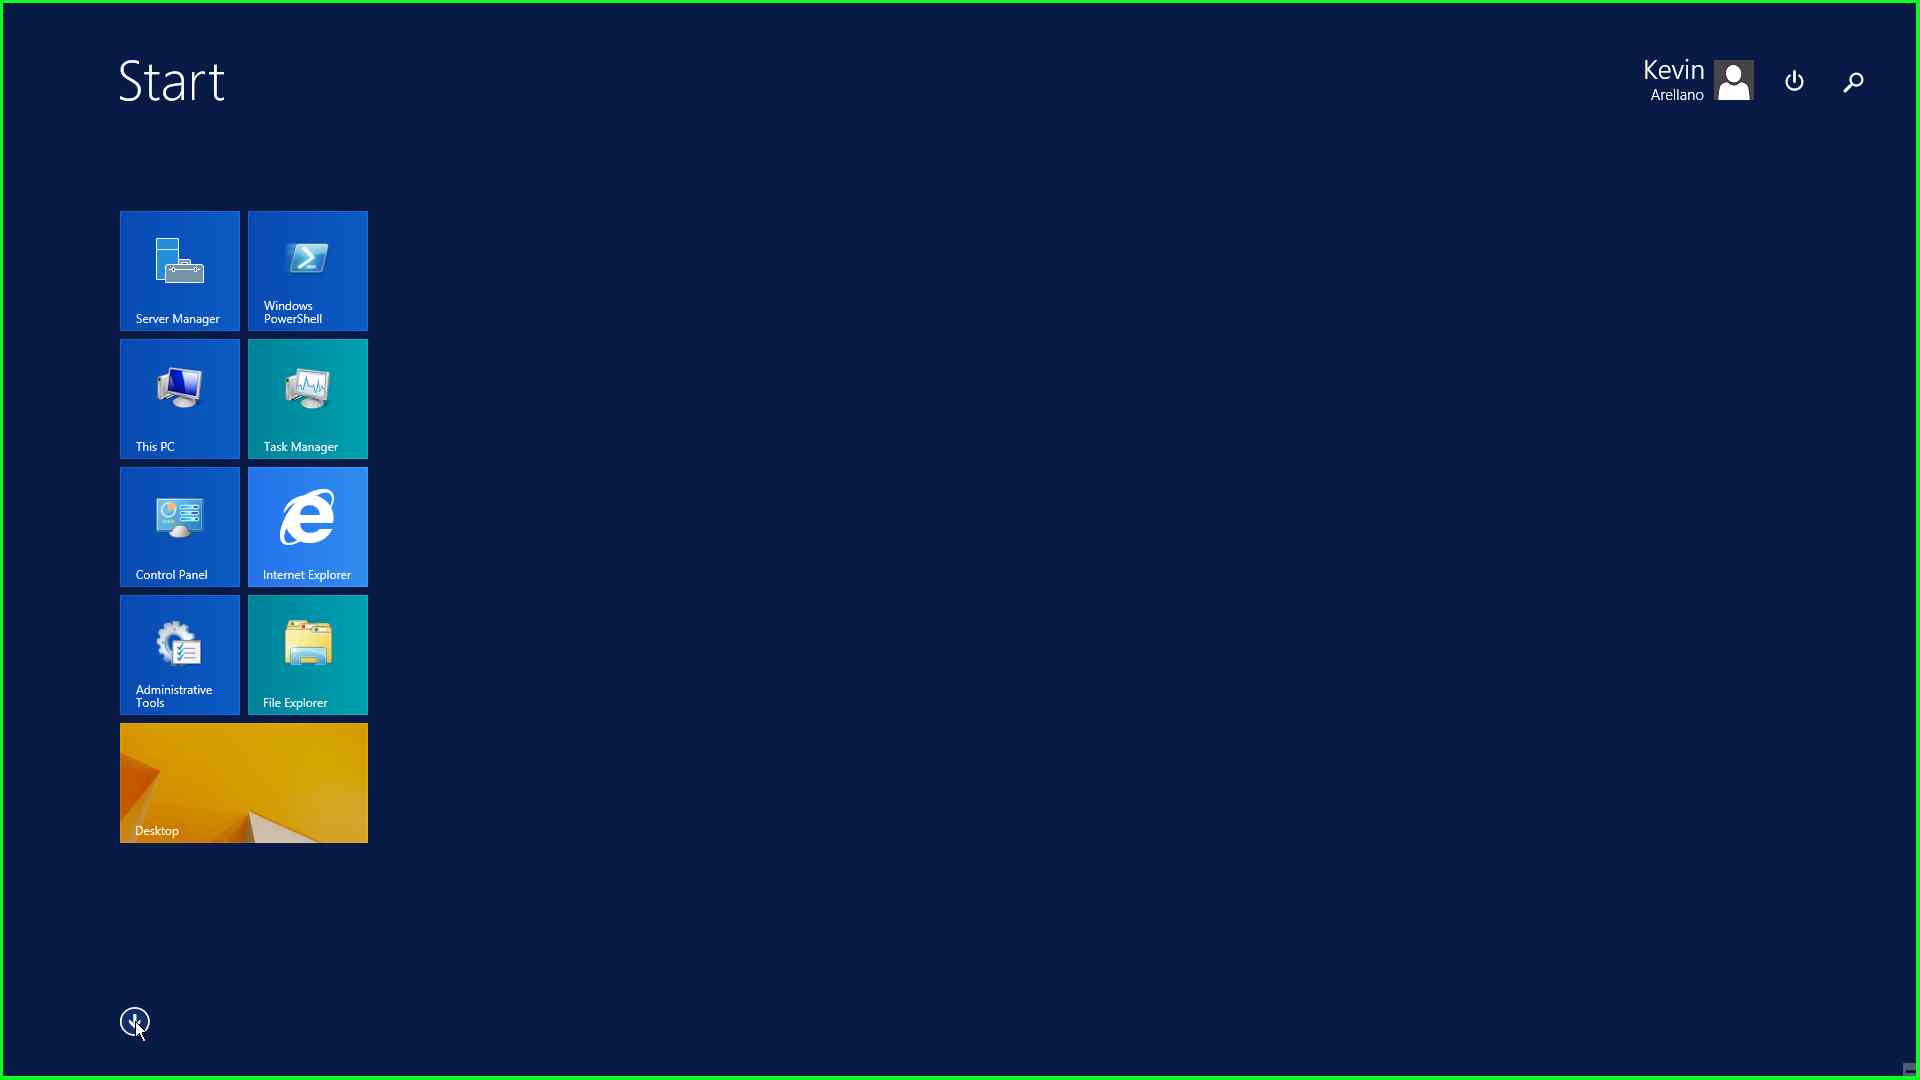 Start
Kevin
Arellano
Server Manager
Windows
PowerShell
This PC
Task Manager
Control Panel
Internet Explorer
Administrative
Tools
File Explorer
Desktop